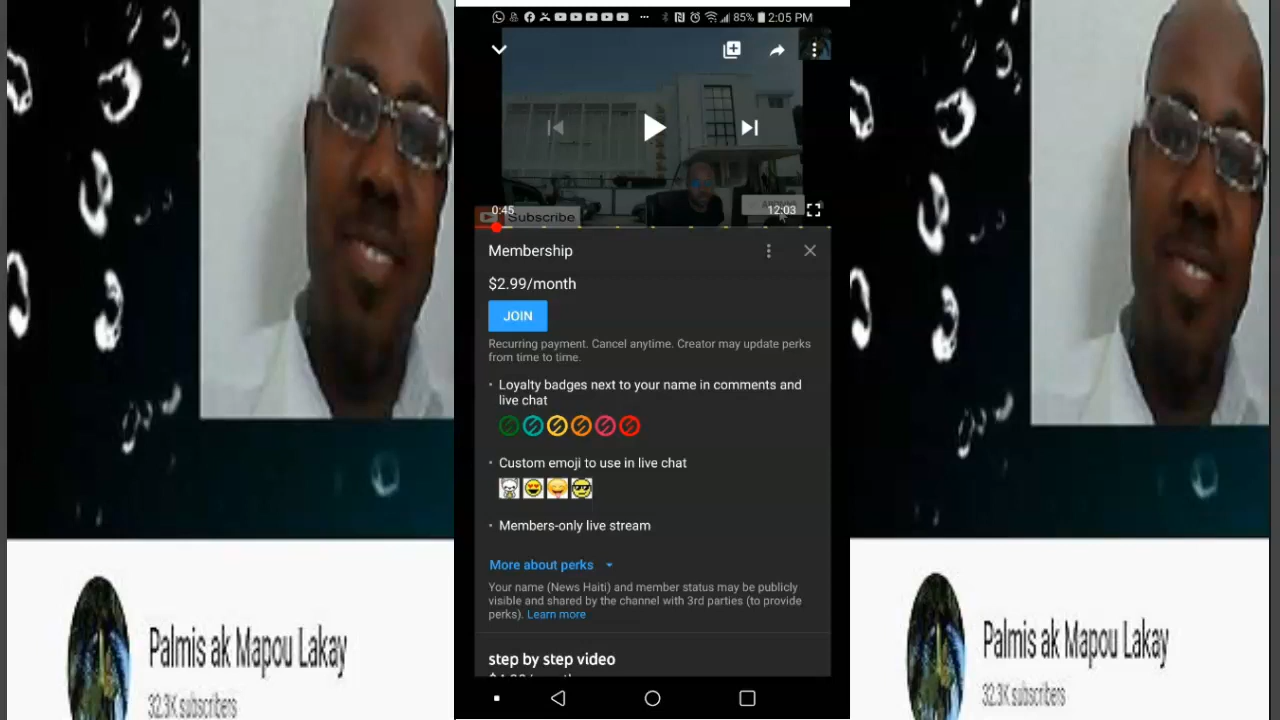 85% 2:05 PM
0:45
Subscribe
12:03
Membership
$2.99/month
JOIN
Recurring payment. Cancel anytime. Creator may update perks
from time to time.
Loyalty badges next to your name in comments and
live chat
Custom emoji to use in live chat
Members-only live stream
More about perks
Your name (News Haiti) and member status may be publicly
visible and shared by the channel with 3rd parties (to provide
perks). Learn more
step by step video
Palmis ak Mapou Lakay
32.3K subscribers
Palmis ak Mapou Lakay
32.3K subscribers